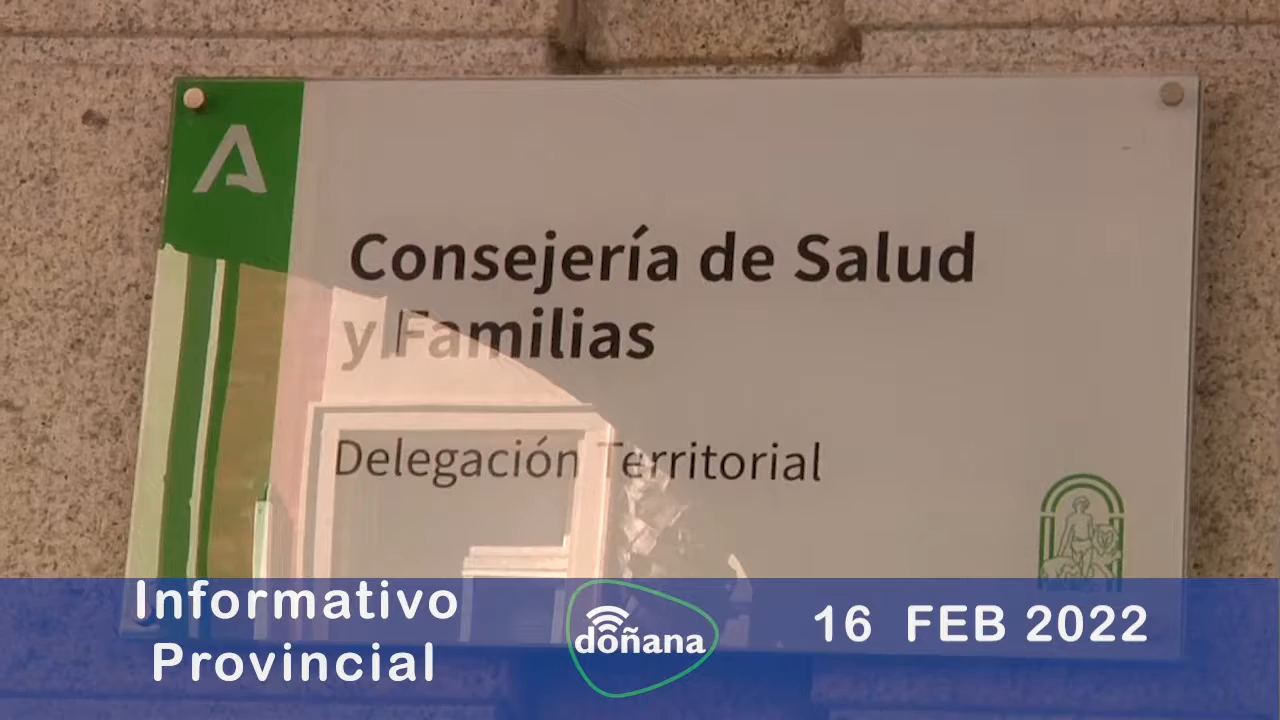 A
Consejería de Salud
y Familias
Delegación Territorial
Informativo
Provincial
doñana
16 FEB 2022